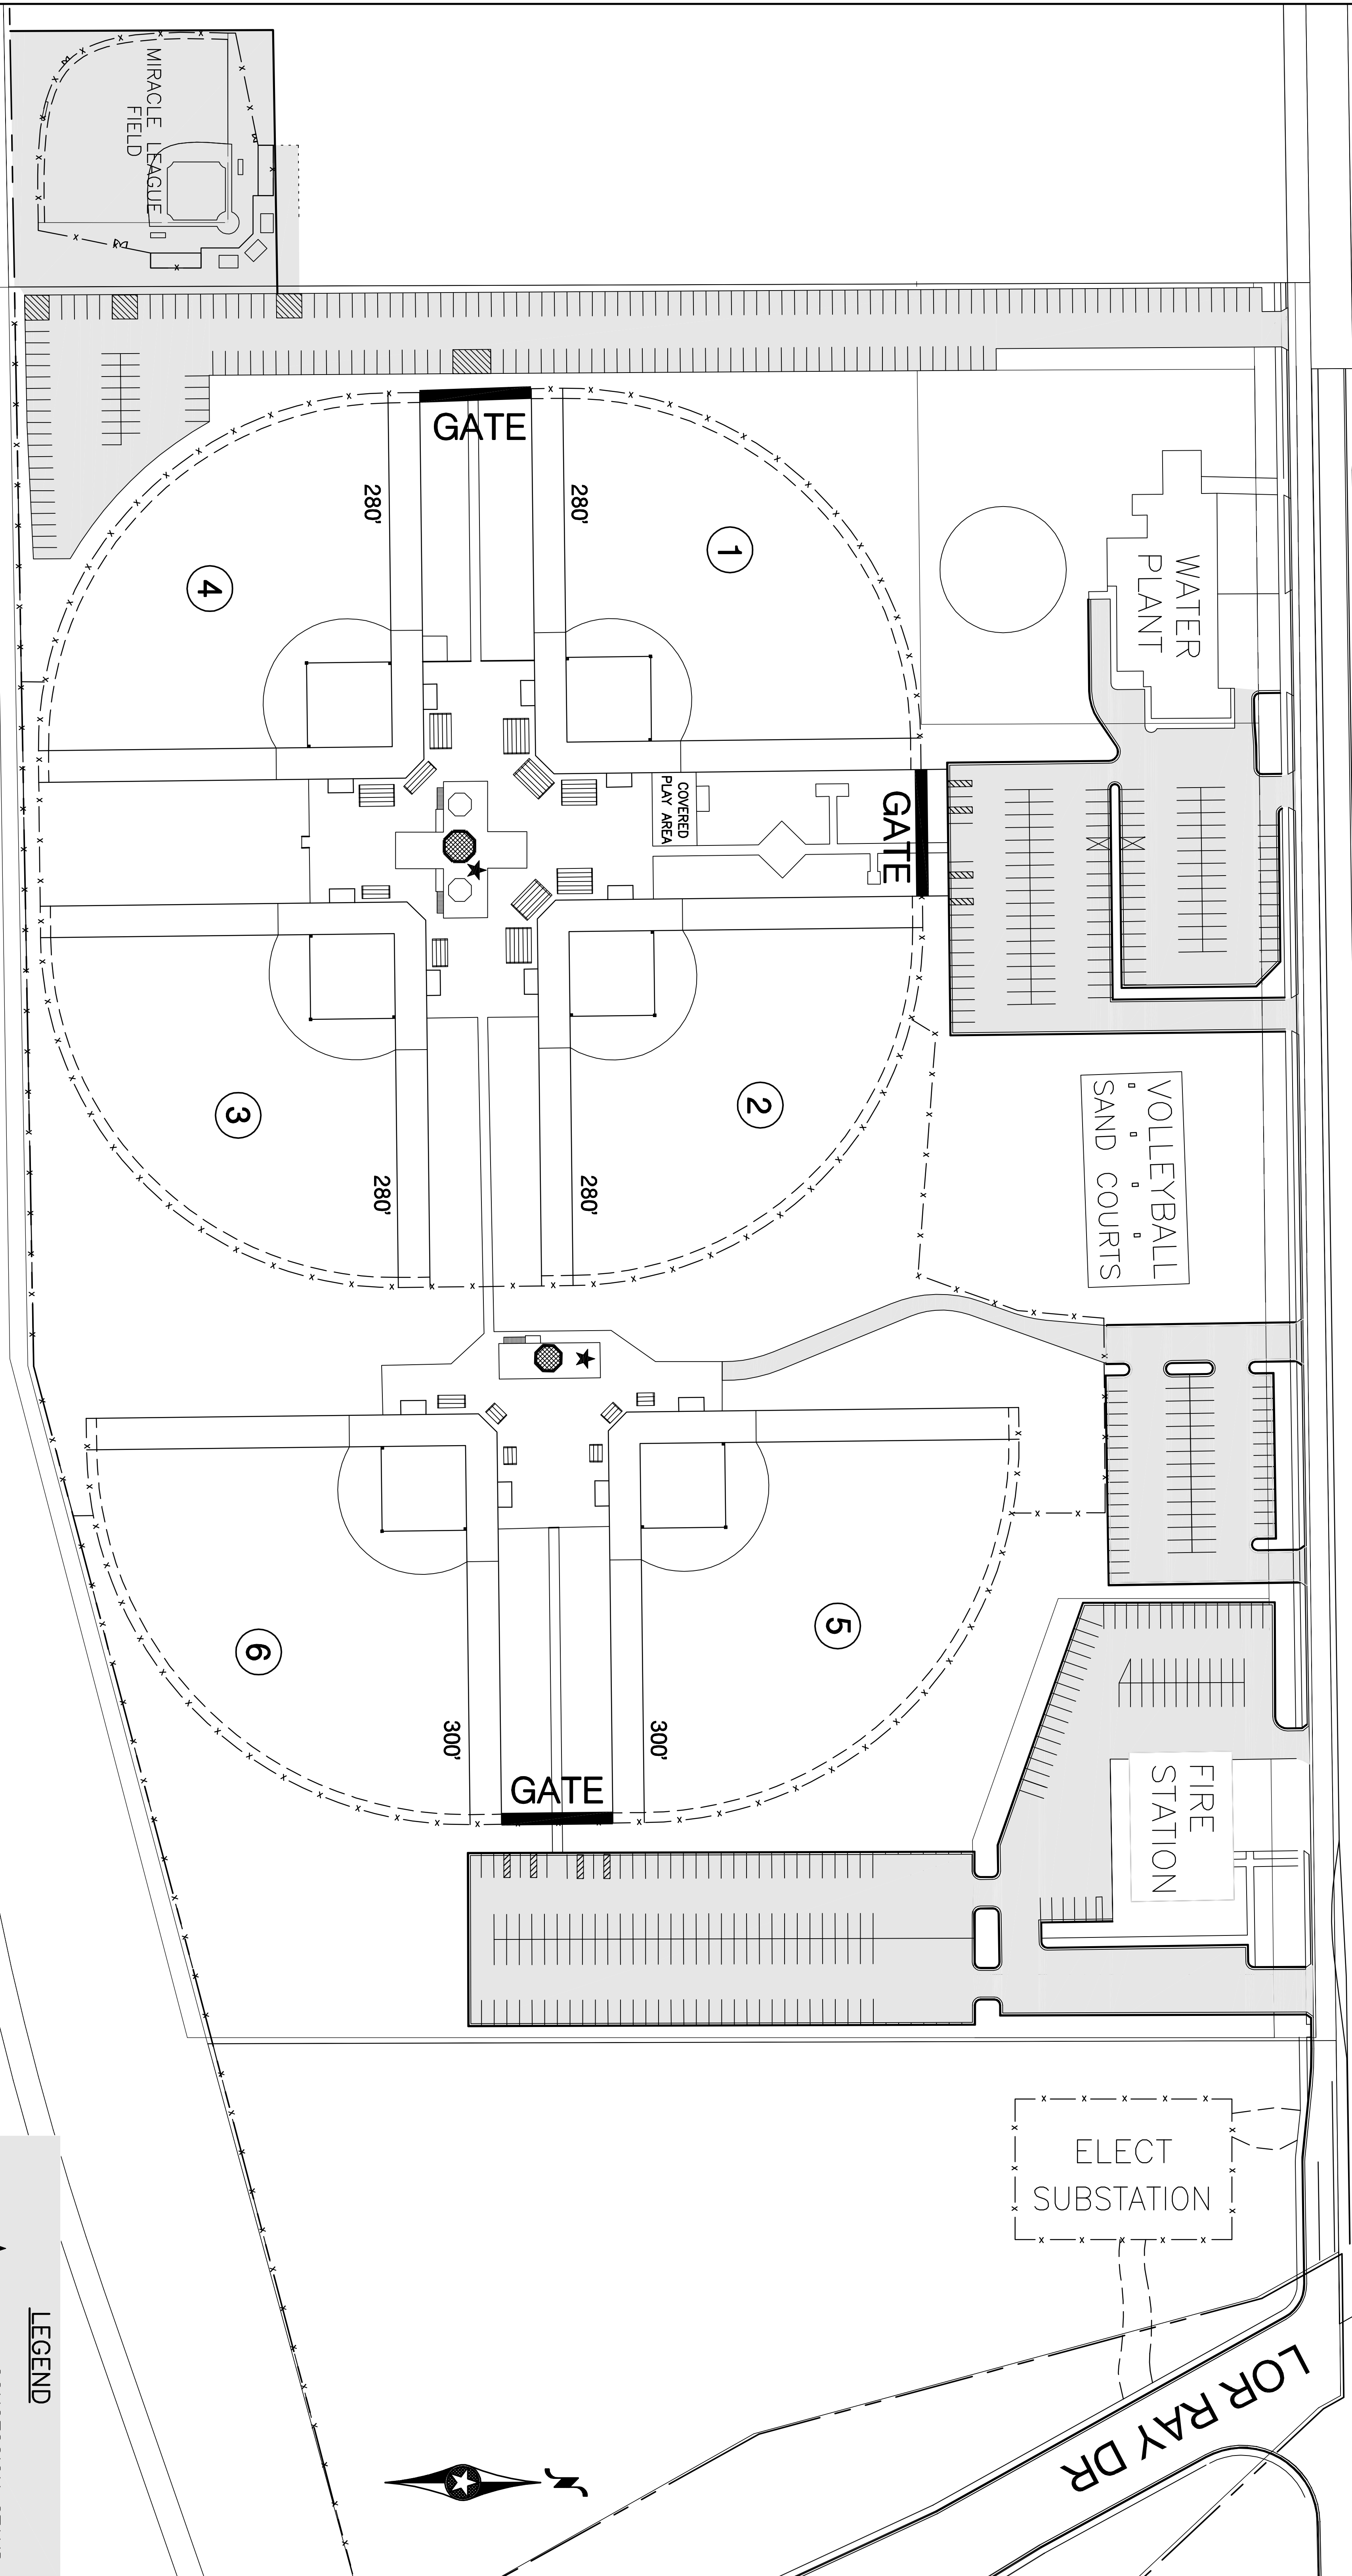 MIRACLE LEAGUE
FIELD
GATE
280'
280'
1
4
WATER
PLANT
COVERED
PLAY AREA
GATE
VOLLEYBALL
SAND COURTS
2
3
280'
280'
5
6
300'
300'
GATE
FIRE
STATION
ELECT
SUBSTATION
LOR RAY DR
N
LEGEND